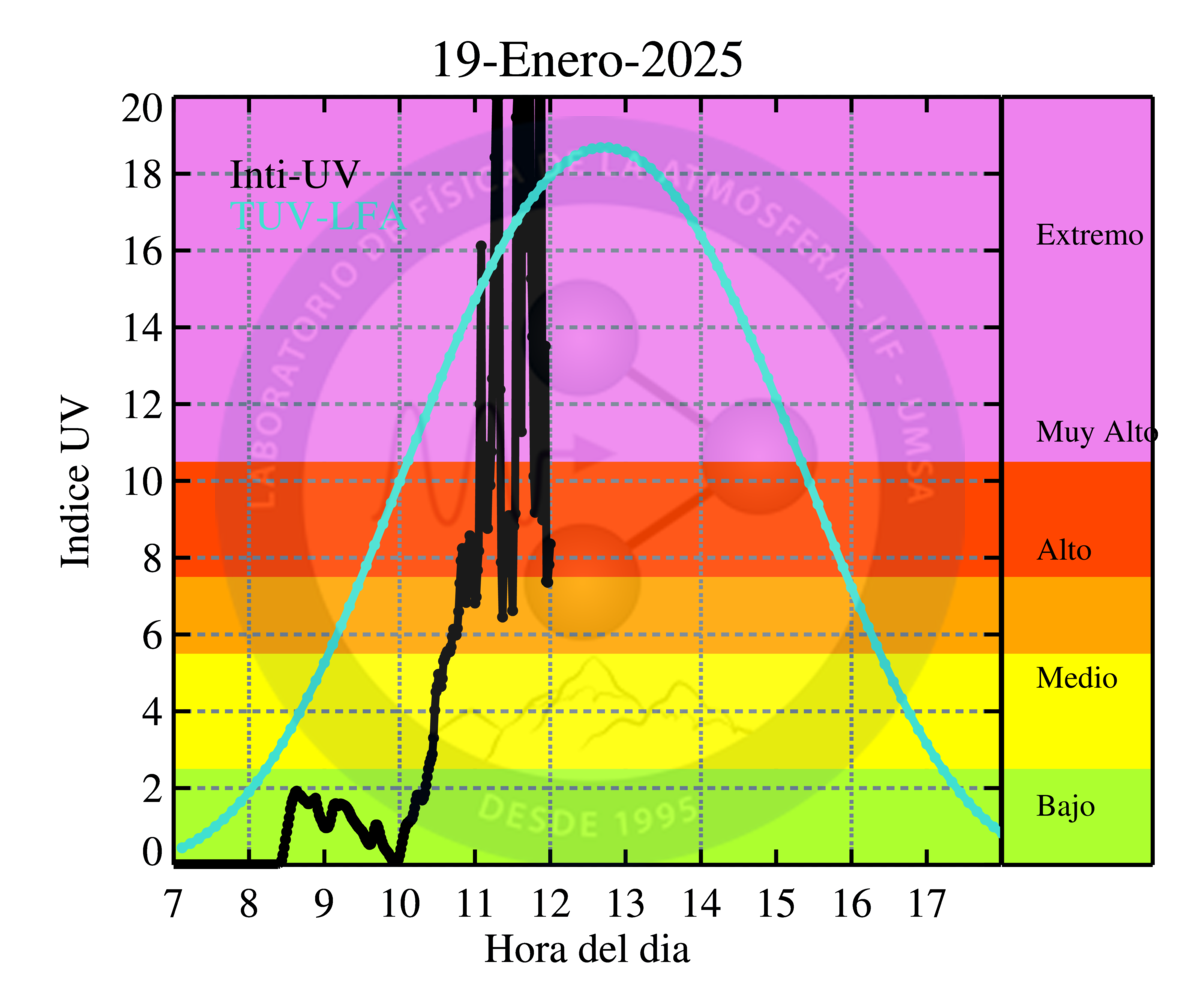 19-Enero-2025
Indice UV
20
18
16
14
12
10
8
6
4
2
0
Inti-UV
TUV-LFA
LABORATORIO DE FÍSICA DE LA ATMÓSFERA - IIF - UMSA
DESDE 1995
Extremo
Muy Alto
Alto
Medio
Bajo
7 8 9 10 11 12 13 14 15 16 17
Hora del dia